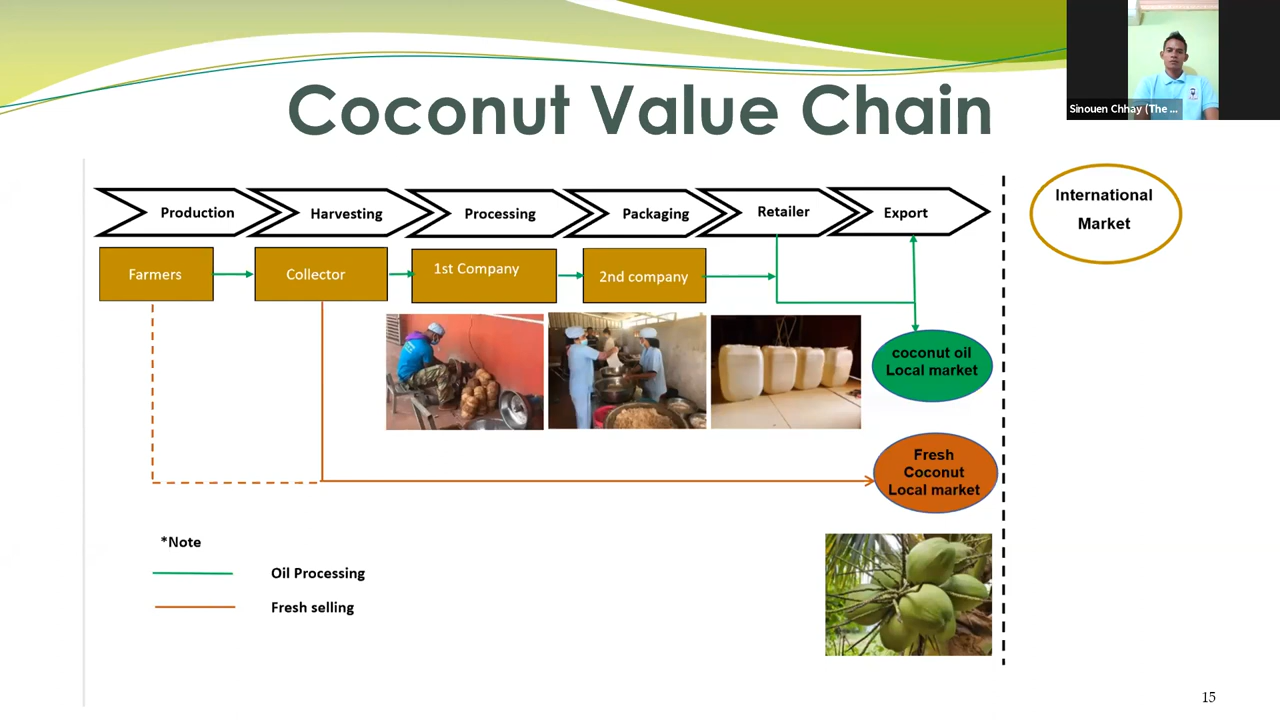 Coconut Value Chain
Sinouen Chhay (The ...
Production
Harvesting
Processing
Packaging
Retailer
Export
International
Market
Farmers
Collector
1st Company
2nd company
coconut oil
Local market
Fresh
Coconut
Local market
*Note
Oil Processing
Fresh selling
15